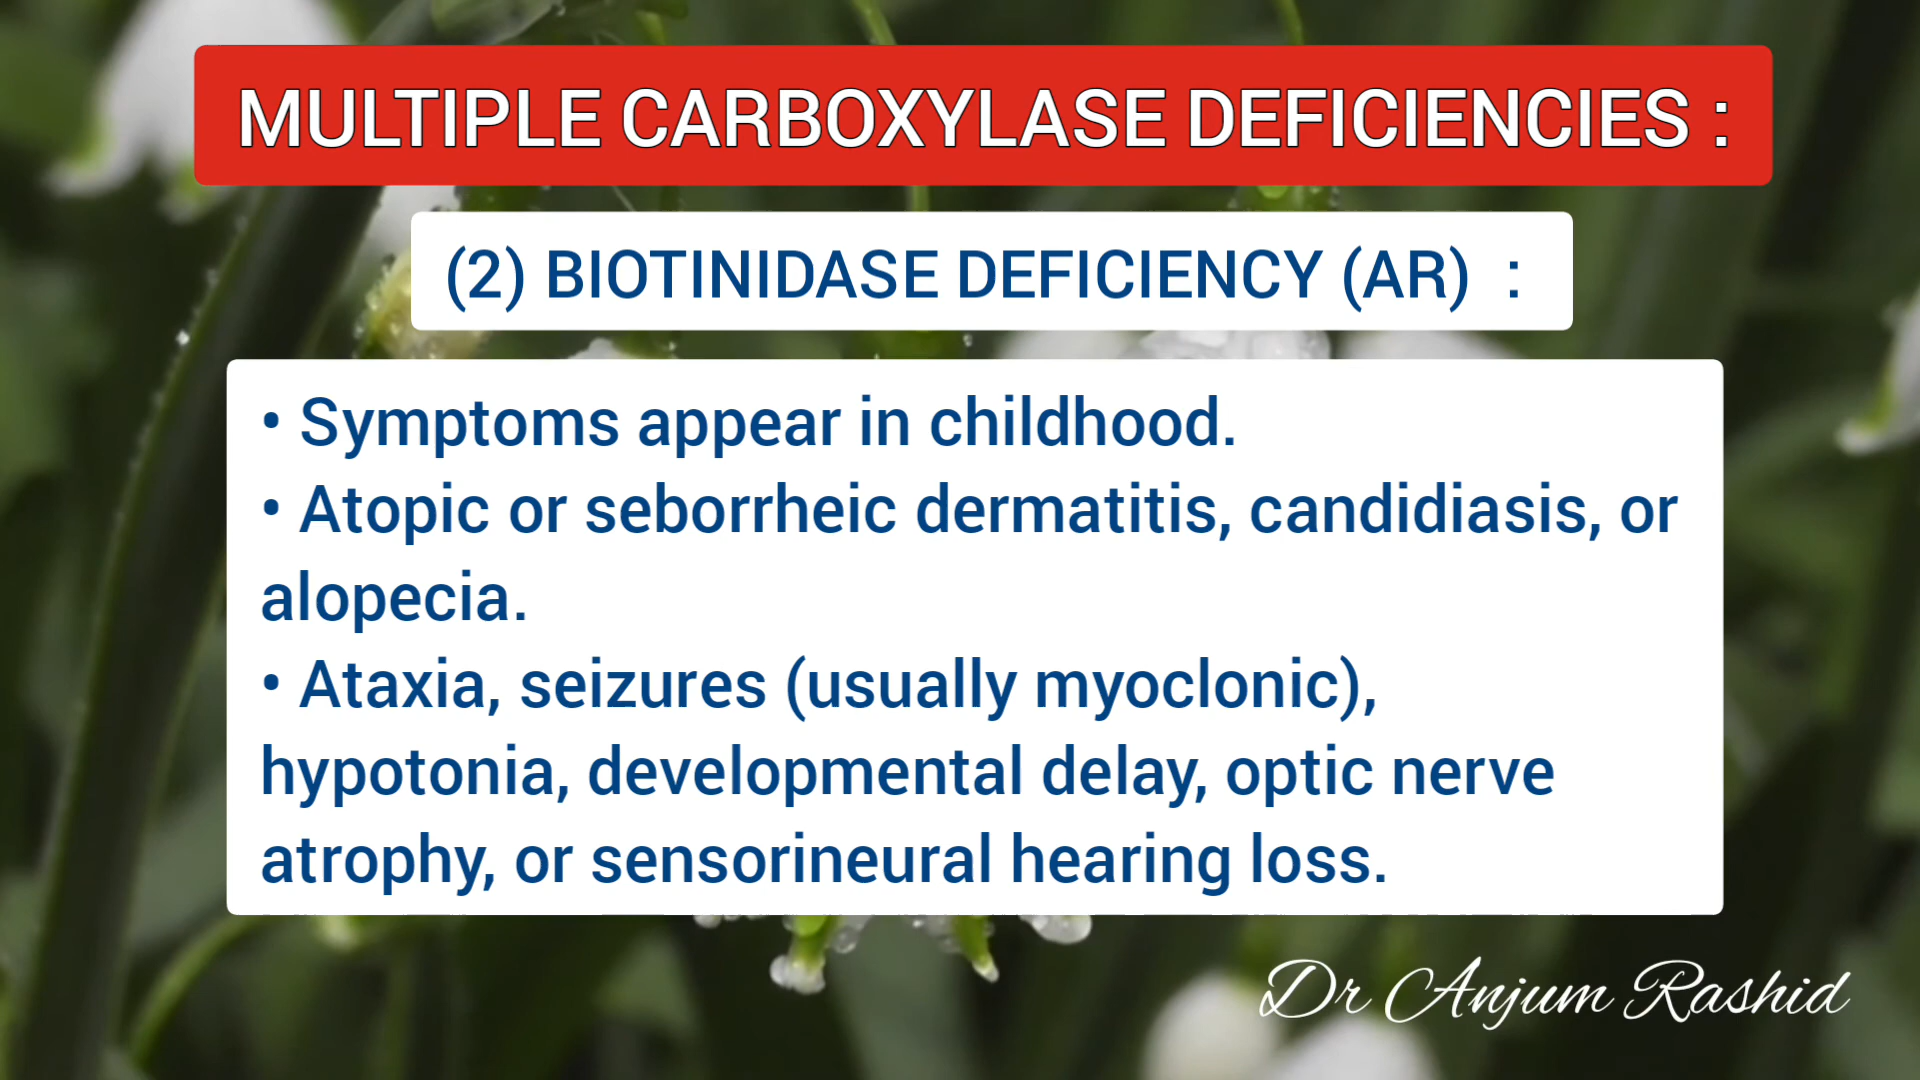 MULTIPLE CARBOXYLASE DEFICIENCIES :
(2) BIOTINIDASE DEFICIENCY (AR) :
• Symptoms appear in childhood.
• Atopic or seborrheic dermatitis, candidiasis, or
alopecia.
• Ataxia, seizures (usually myoclonic),
hypotonia, developmental delay, optic nerve
atrophy, or sensorineural hearing loss.
Dr Anjum Rashid